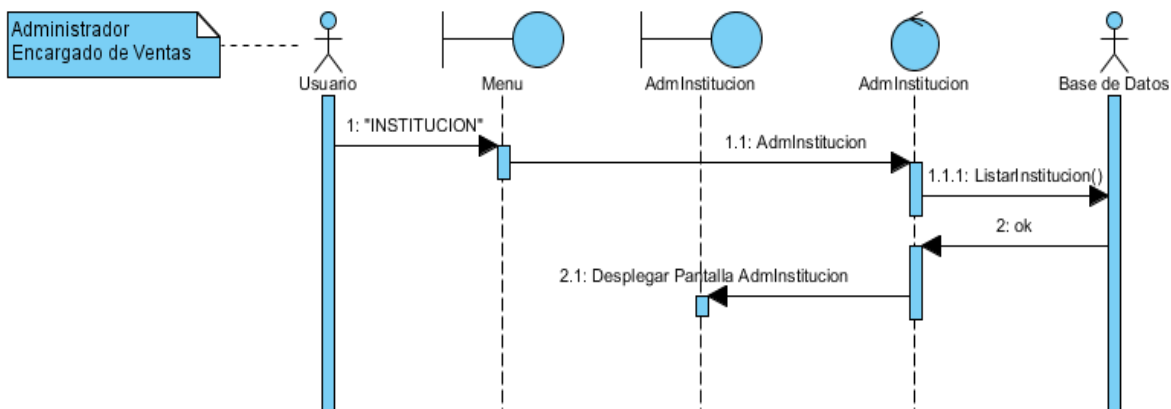 Administrador
Encargado de Ventas
Usuario
Menu
AdmInstitucion
AdmInstitucion
Base de Datos
1: "INSTITUCION"
1.1: AdmInstitucion
1.1.1: ListarInstitucion()
2: ok
2.1: Desplegar Pantalla AdmInstitucion